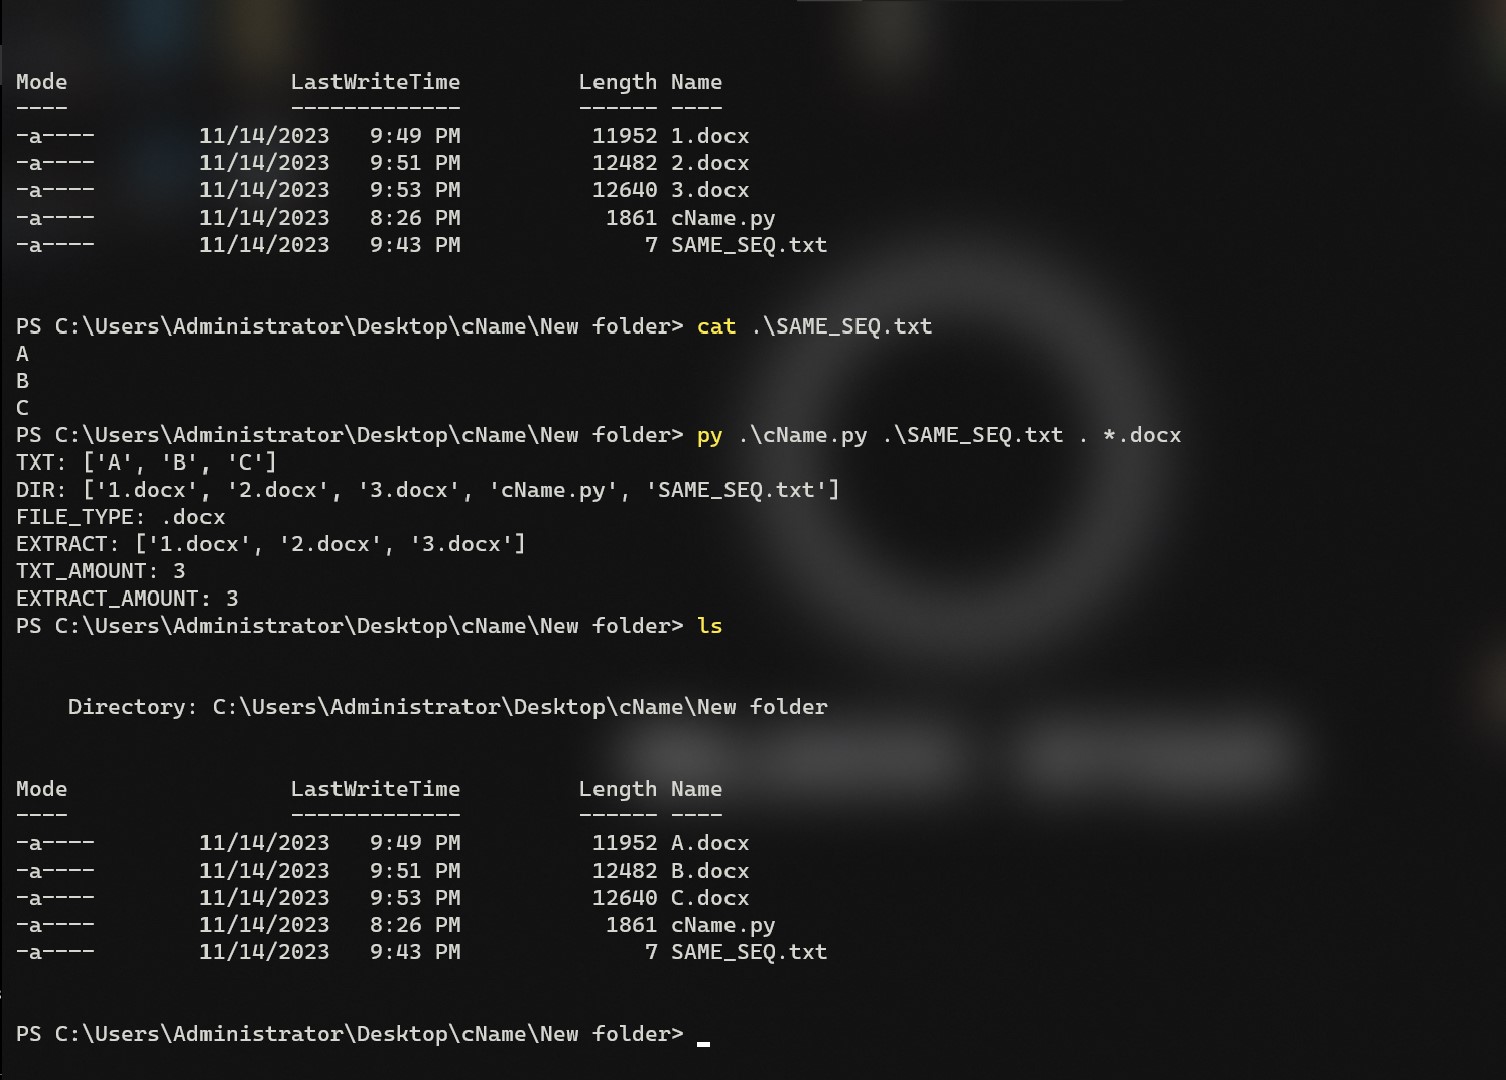 Mode                 LastWriteTime         Length Name
----                 -------------         ------ ----
-a----        11/14/2023   9:49 PM          11952 1.docx
-a----        11/14/2023   9:51 PM          12482 2.docx
-a----        11/14/2023   9:53 PM          12640 3.docx
-a----        11/14/2023   8:26 PM           1861 cName.py
-a----        11/14/2023   9:43 PM              7 SAME_SEQ.txt
PS C:\Users\Administrator\Desktop\cName\New folder> cat .\SAME_SEQ.txt
A
B
C
PS C:\Users\Administrator\Desktop\cName\New folder> py .\cName.py .\SAME_SEQ.txt . *.docx
TXT: ['A', 'B', 'C']
DIR: ['1.docx', '2.docx', '3.docx', 'cName.py', 'SAME_SEQ.txt']
FILE_TYPE: .docx
EXTRACT: ['1.docx', '2.docx', '3.docx']
TXT_AMOUNT: 3
EXTRACT_AMOUNT: 3
PS C:\Users\Administrator\Desktop\cName\New folder> ls
    Directory: C:\Users\Administrator\Desktop\cName\New folder
Mode                 LastWriteTime         Length Name
----                 -------------         ------ ----
-a----        11/14/2023   9:49 PM          11952 A.docx
-a----        11/14/2023   9:51 PM          12482 B.docx
-a----        11/14/2023   9:53 PM          12640 C.docx
-a----        11/14/2023   8:26 PM           1861 cName.py
-a----        11/14/2023   9:43 PM              7 SAME_SEQ.txt
PS C:\Users\Administrator\Desktop\cName\New folder>